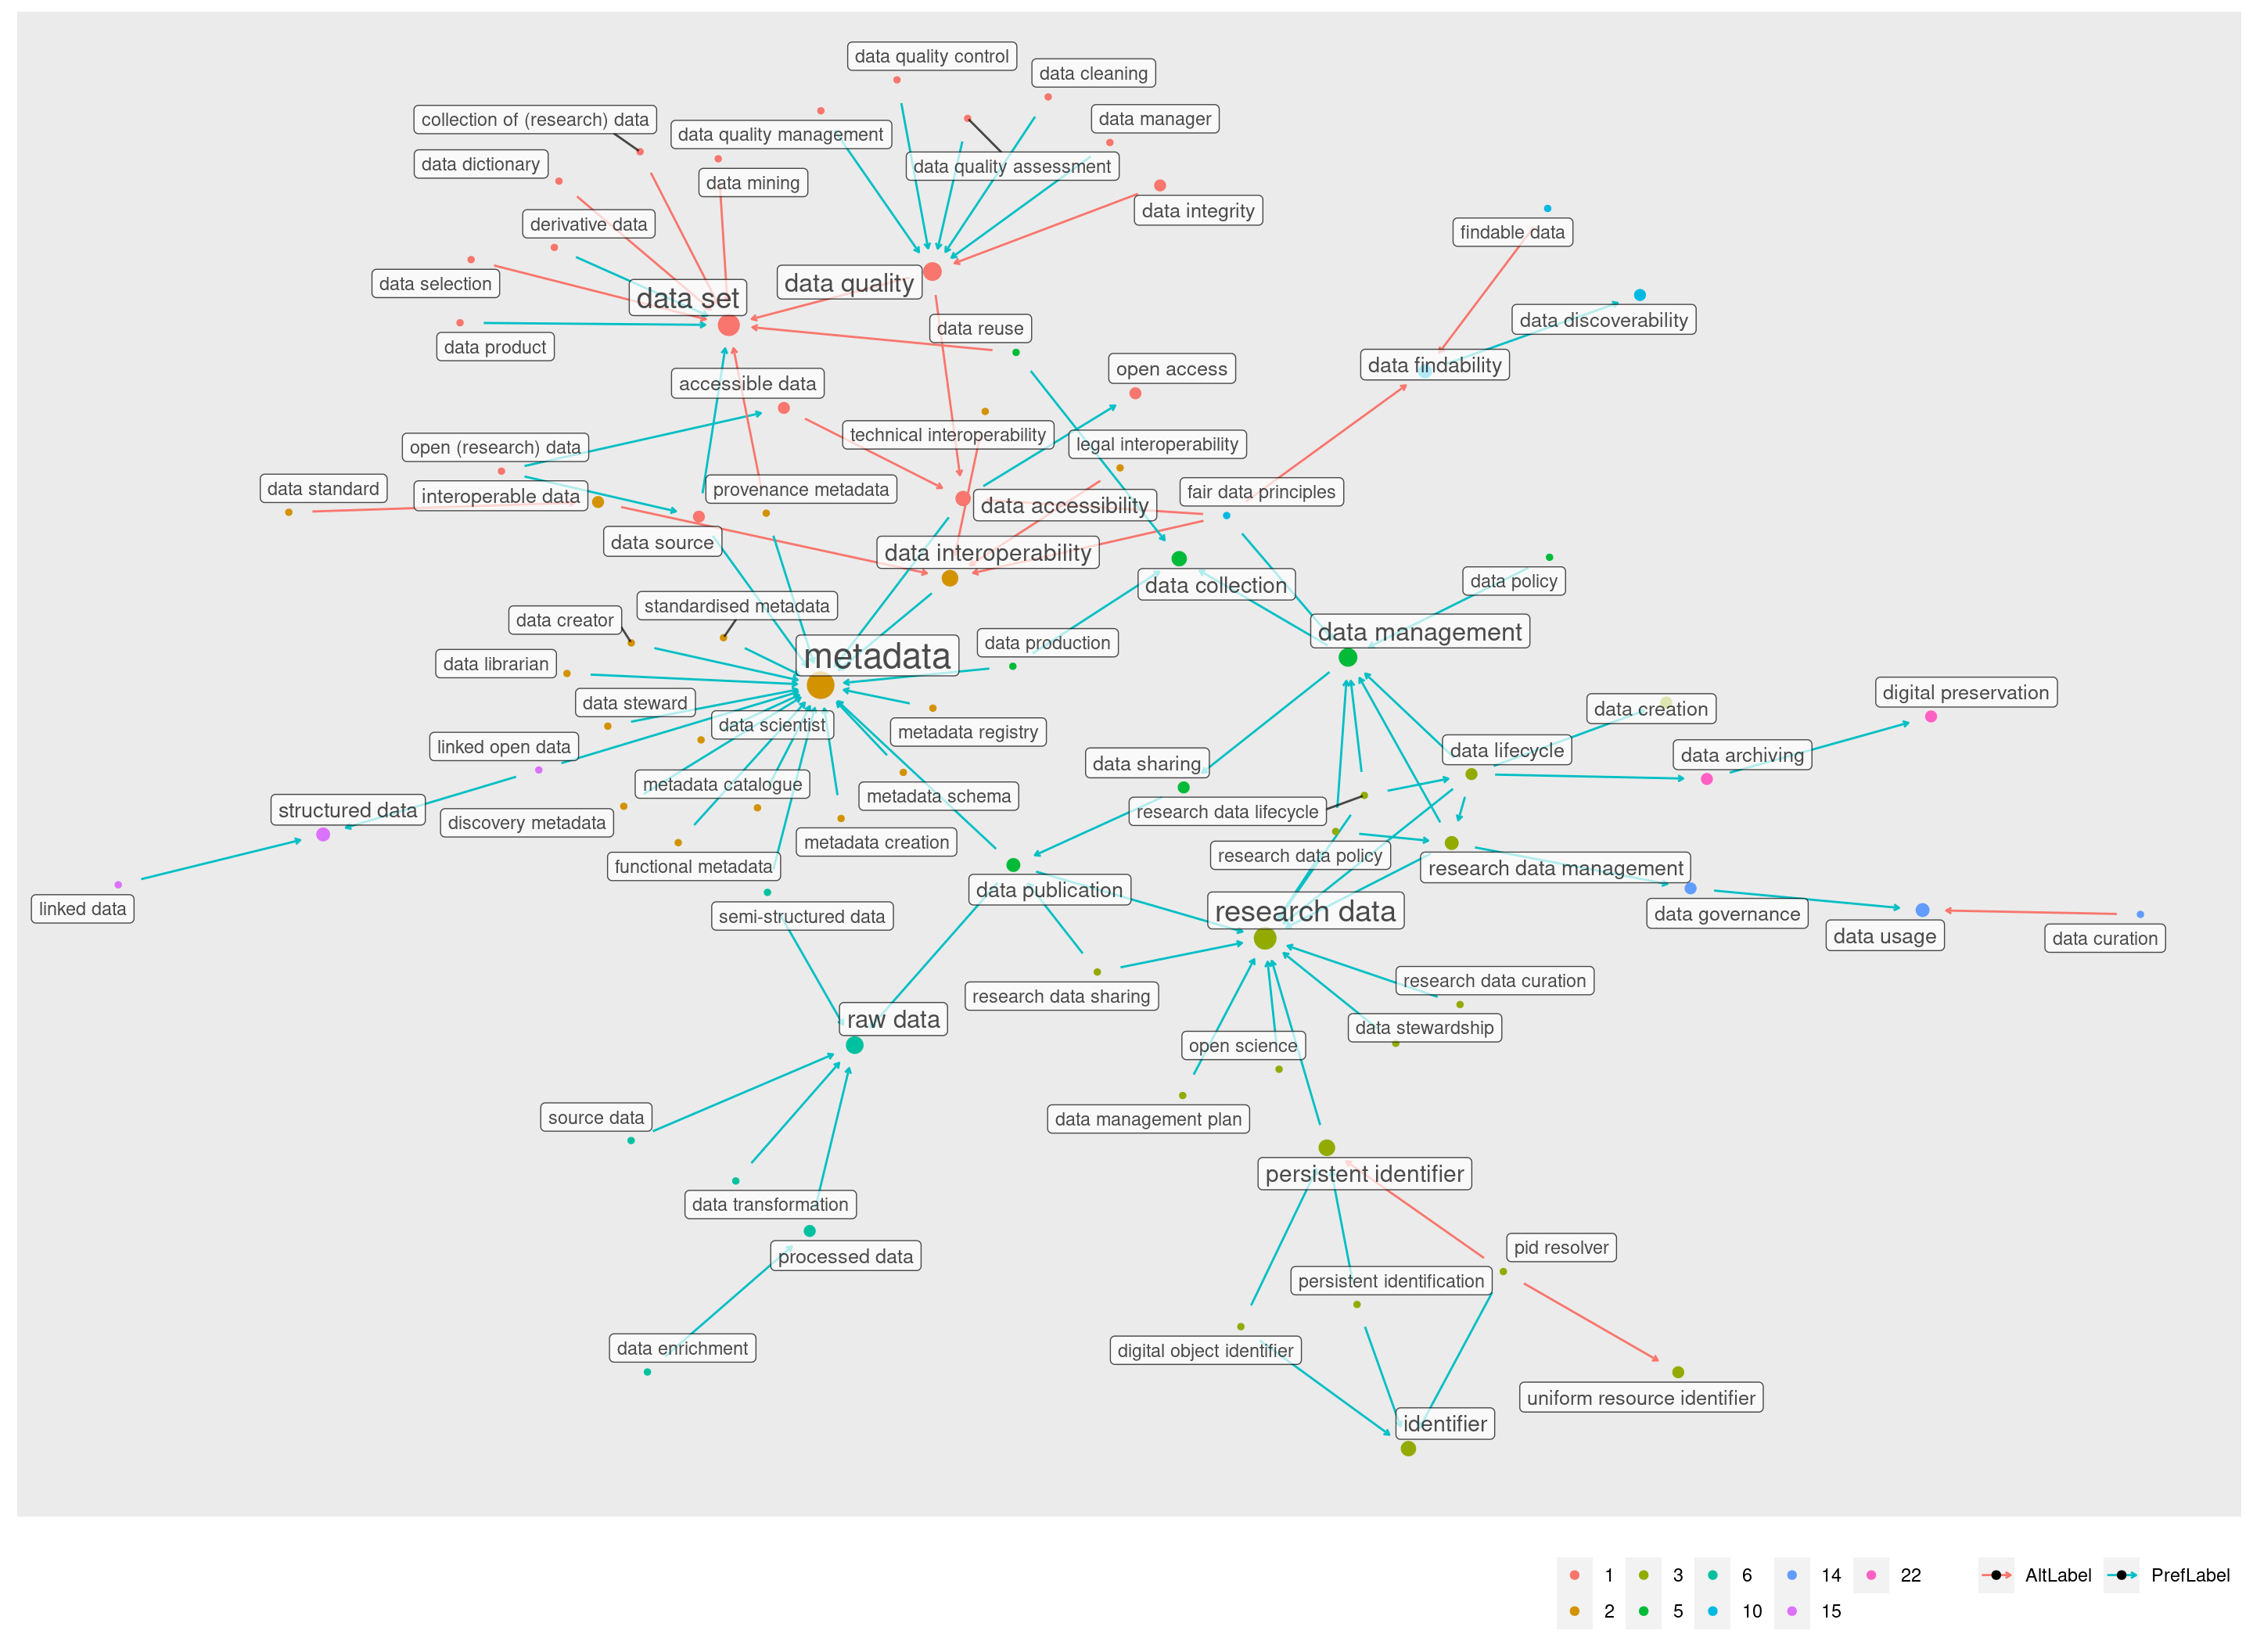 data quality control
data cleaning
collection of (research) data
data quality management
data manager
data dictionary
data quality assessment
data mining
data integrity
derivative data
findable data
data selection
data set
data quality
data reuse
data discoverability
data product
accessible data
open access
data findability
open (research) data
technical interoperability
legal interoperability
data standard
interoperable data
provenance metadata
data accessibility
fair data principles
data source
data interoperability
data collection
data policy
data creator
standardised metadata
data management
data librarian
metadata
data production
data steward
data scientist
metadata registry
data creation
digital preservation
linked open data
data sharing
data lifecycle
data archiving
metadata catalogue
metadata schema
structured data
discovery metadata
research data lifecycle
metadata creation
functional metadata
research data policy
research data management
linked data
semi-structured data
data publication
research data
data governance
data usage
data curation
research data sharing
research data curation
raw data
data stewardship
open science
source data
data management plan
data transformation
persistent identifier
processed data
pid resolver
persistent identification
data enrichment
digital object identifier
uniform resource identifier
identifier
1 3 6 14 22 AltLabel PrefLabel
2 5 10 15